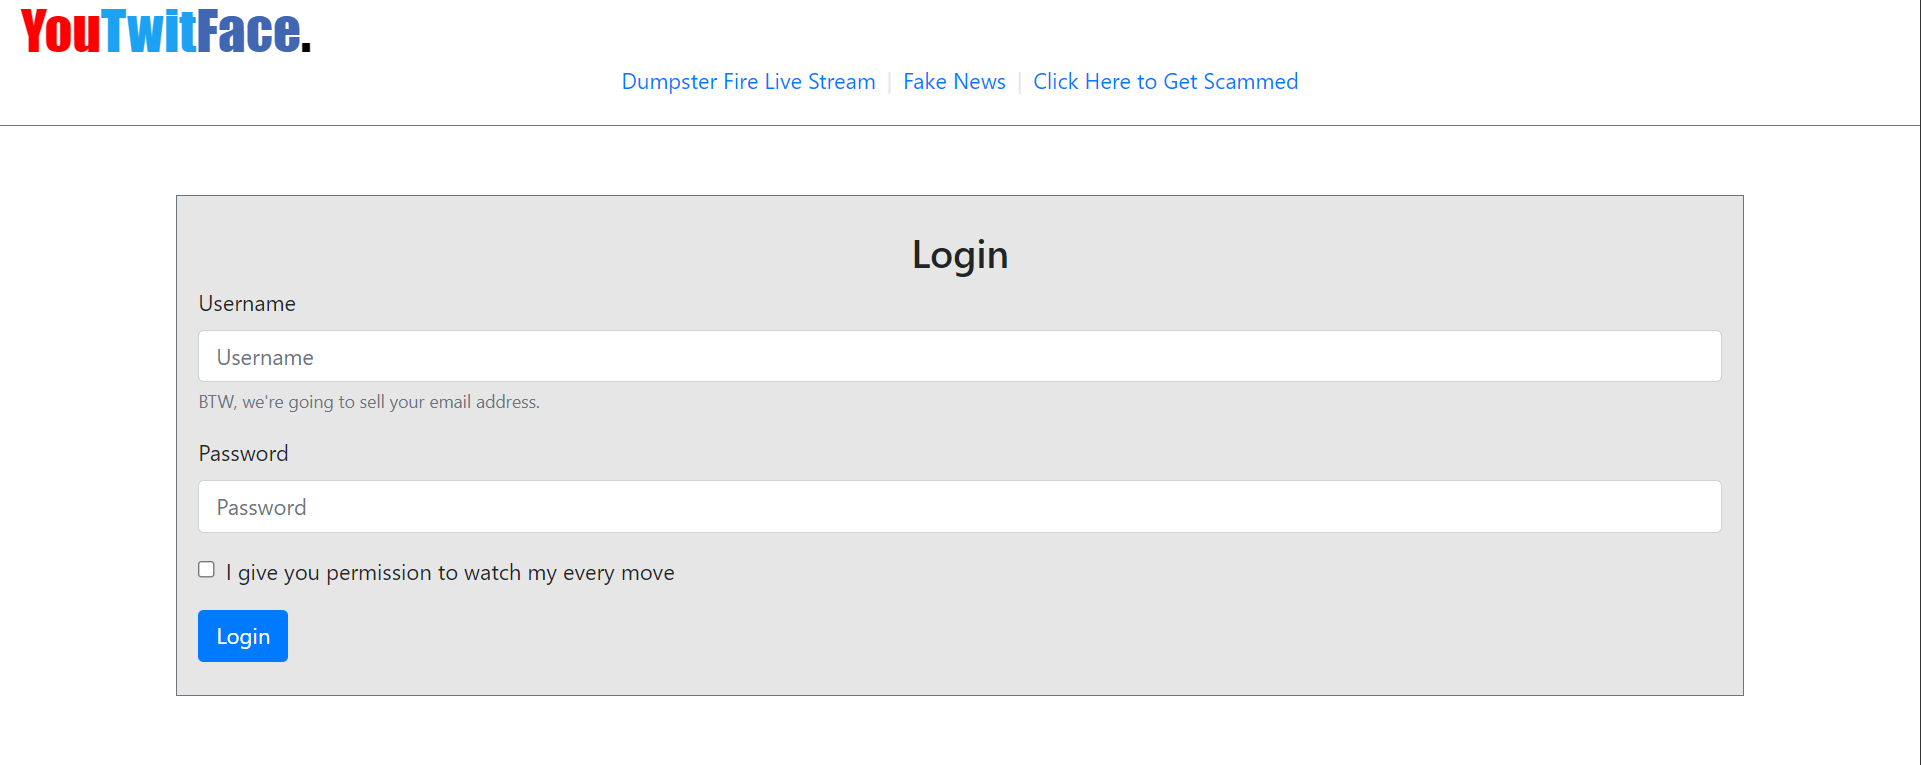 YouTwitFace.
Dumpster Fire Live Stream | Fake News | Click Here to Get Scammed
Login
Username
Username
BTW, we're going to sell your email address.
Password
Password
I give you permission to watch my every move
Login